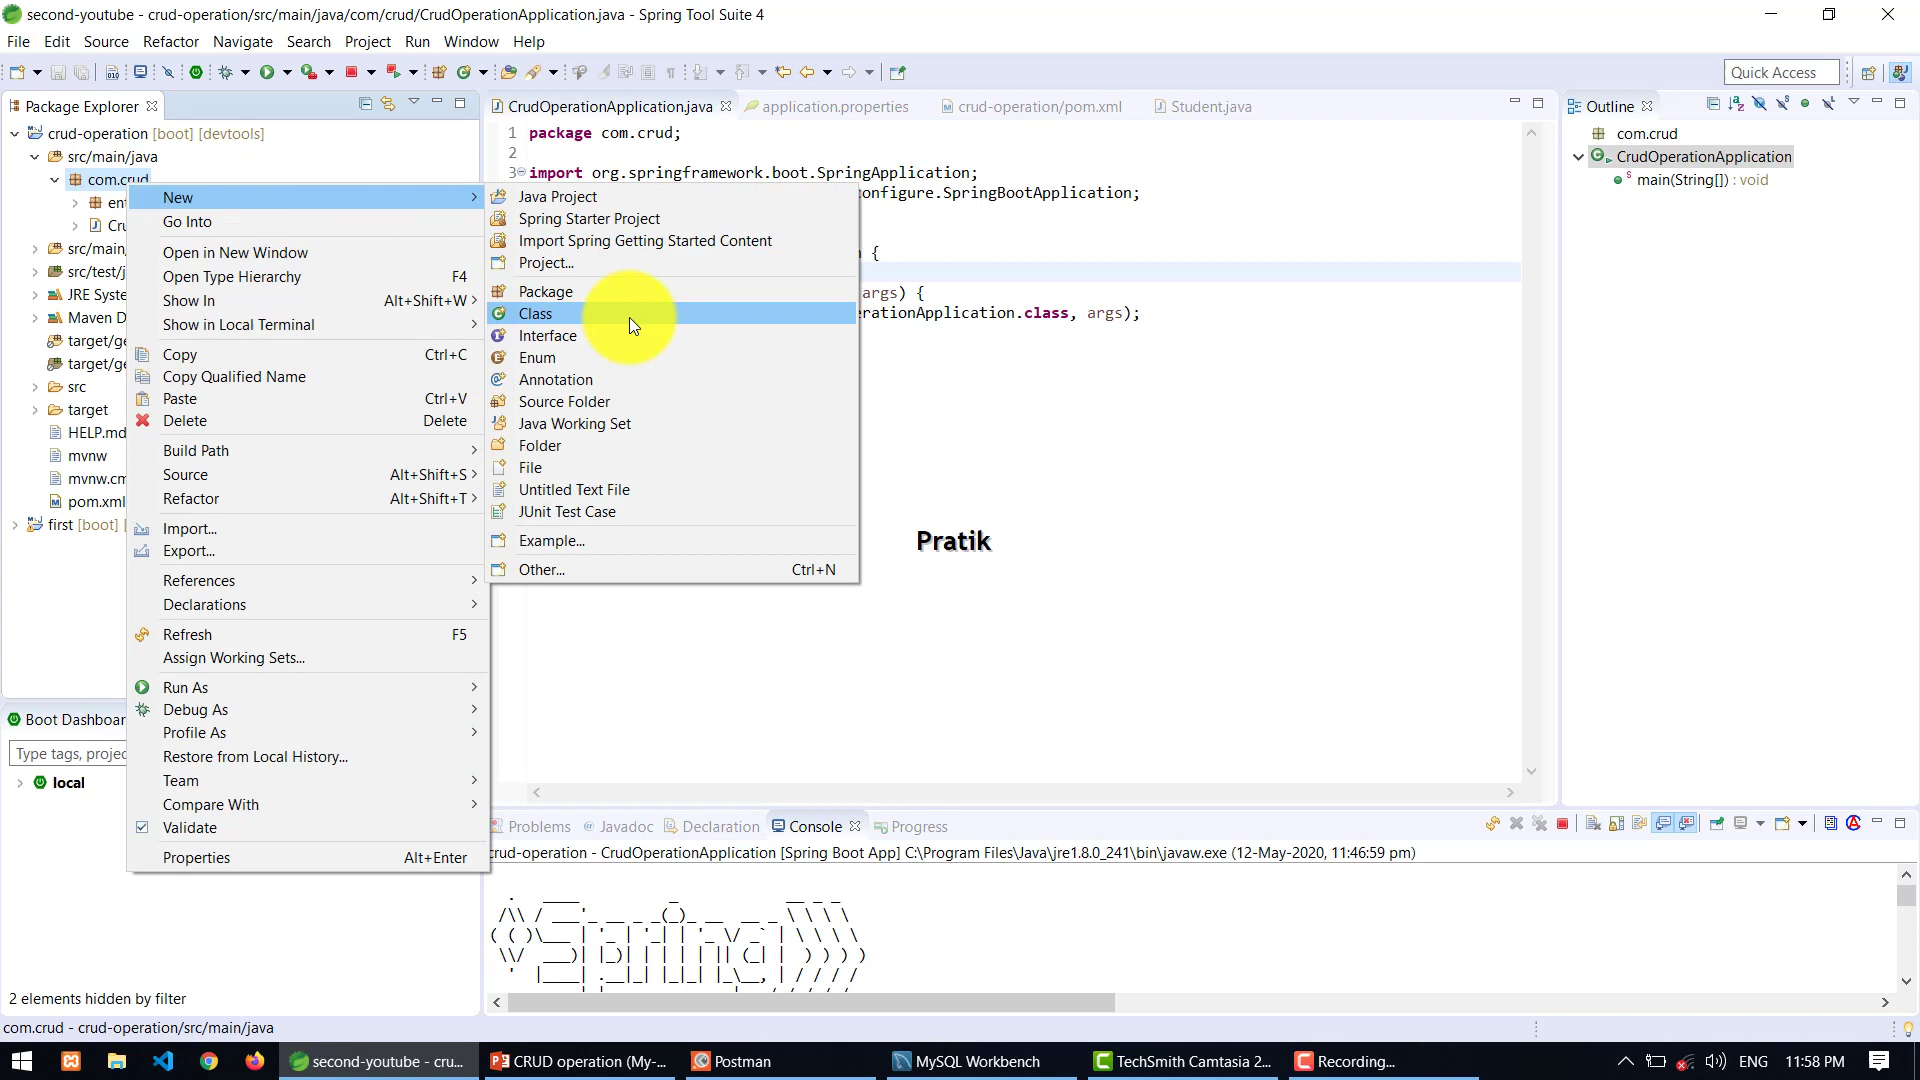 second-youtube - crud-operation/src/main/java/com/crud/CrudOperationApplication.java - Spring Tool Suite 4
File Edit Source Refactor Navigate Search Project Run Window Help
Quick Access
Package Explorer
crud-operation [boot] [devtools]
src/main/java
com.crud
ent
Cru
src/main
src/test/j
JRE Syste
Maven D
target/ge
target/ge
src
target
HELP.md
mvnw
mvnw.cm
pom.xml
first [boot] [
New
Go Into
Open in New Window
Open Type Hierarchy F4
Show In Alt+Shift+W
Show in Local Terminal
Copy Ctrl+C
Copy Qualified Name
Paste Ctrl+V
Delete Delete
Build Path
Source Alt+Shift+S
Refactor Alt+Shift+T
Import...
Export...
References
Declarations
Refresh F5
Assign Working Sets...
Run As
Debug As
Profile As
Restore from Local History...
Team
Compare With
Validate
Properties Alt+Enter
Java Project
Spring Starter Project
Import Spring Getting Started Content
Project...
Package
Class
Interface
Enum
Annotation
Source Folder
Java Working Set
Folder
File
Untitled Text File
JUnit Test Case
Example...
Other... Ctrl+N
CrudOperationApplication.java application.properties crud-operation/pom.xml Student.java
1 package com.crud;
2
3 import org.springframework.boot.SpringApplication;
configure.SpringBootApplication;
{
args) {
erationApplication.class, args);
Pratik
Outline
com.crud
CrudOperationApplication
main(String[]) : void
Boot Dashboar
Type tags, projec
local
2 elements hidden by filter
Problems Javadoc Declaration Console Progress
crud-operation - CrudOperationApplication [Spring Boot App] C:\Program Files\Java\jre1.8.0_241\bin\javaw.exe (12-May-2020, 11:46:59 pm)
Spring
com.crud - crud-operation/src/main/java
second-youtube - cru... CRUD operation (My-... Postman MySQL Workbench TechSmith Camtasia 2... Recording... ENG 11:58 PM